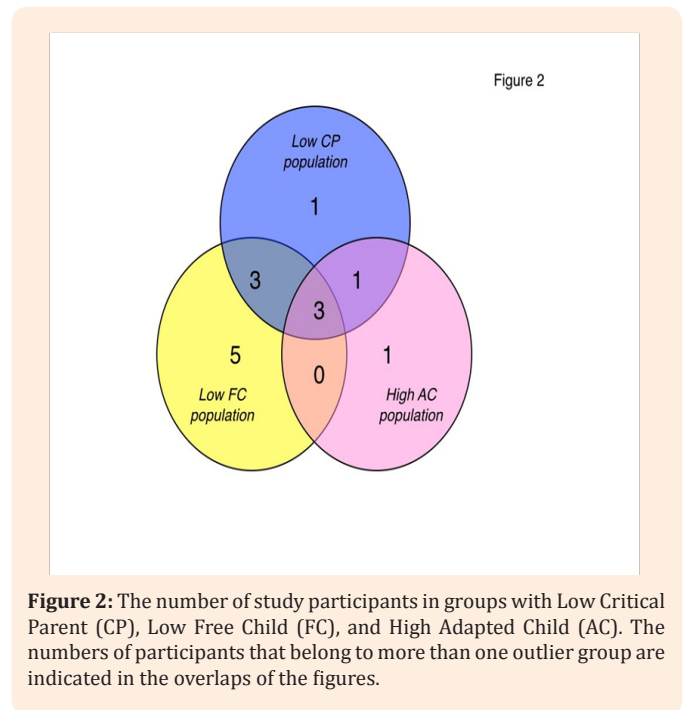 Figure 2
Low CP
population
1
3
1
3
5
1
0
Low FC
population
High AC
population
Figure 2: The number of study participants in groups with Low Critical
Parent (CP), Low Free Child (FC), and High Adapted Child (AC). The
numbers of participants that belong to more than one outlier group are
indicated in the overlaps of the figures.